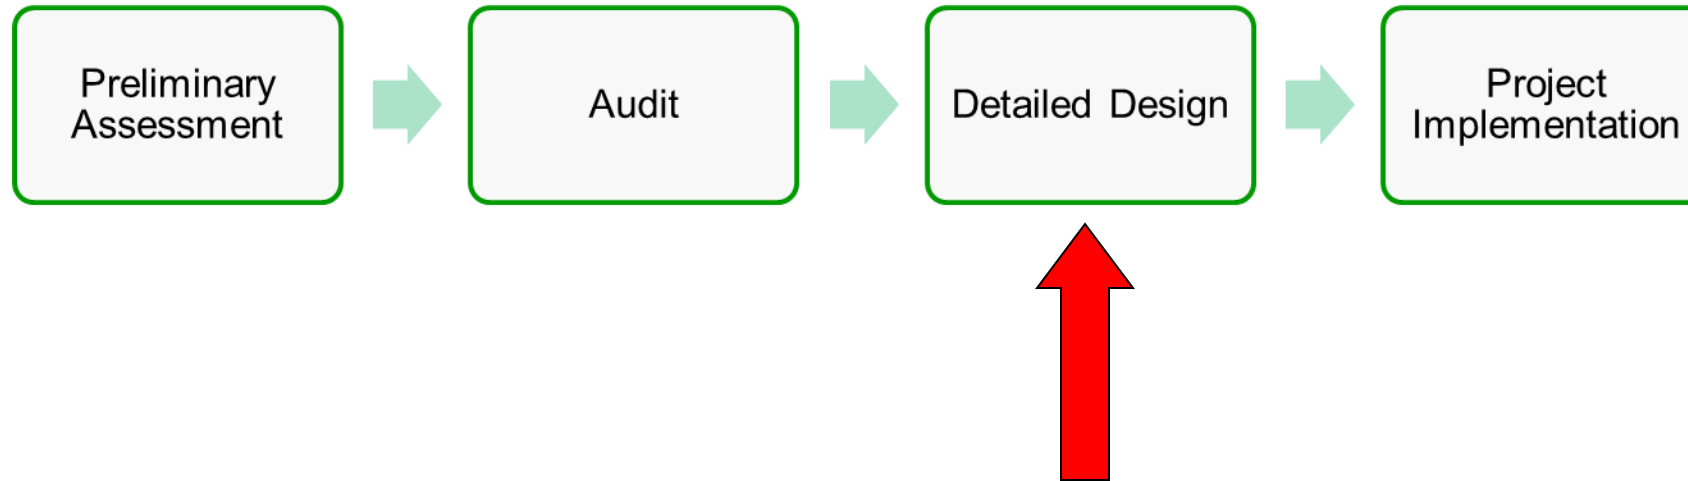 Preliminary
Assessment
Audit
Detailed Design
Project
Implementation